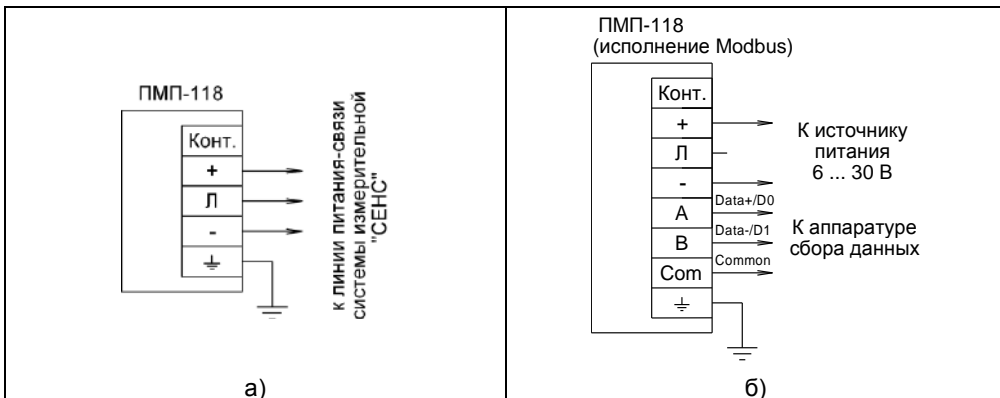 ПМП-118
Конт.
+
Л
-
к линии питания-связи
системы измерительной
"СЕНС"
а)
ПМП-118
(исполнение Modbus)
Конт.
+
Л
-
A
B
Com
Data+/D0
Data-/D1
Common
К источнику
питания
6 ... 30 В
К аппаратуре
сбора данных
б)